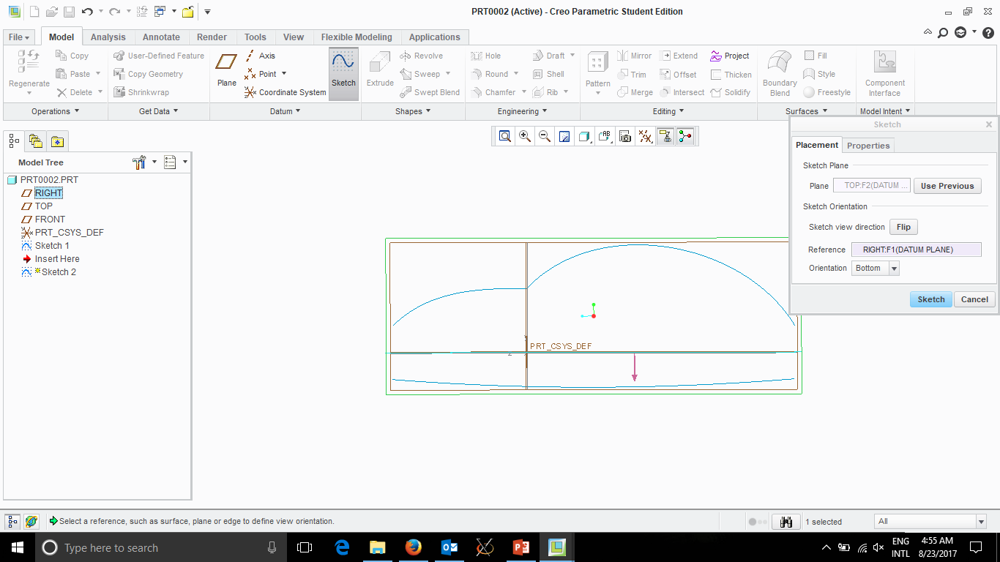 PRT0002 (Active) - Creo Parametric Student Edition
File
Model
Analysis
Annotate
Render
Tools
View
Flexible Modeling
Applications
Regenerate
Copy
Paste
Delete
Operations
User-Defined Feature
Copy Geometry
Shrinkwrap
Get Data
Plane
Axis
Point
Coordinate System
Sketch
Datum
Extrude
Revolve
Sweep
Swept Blend
Shapes
Hole
Round
Chamfer
Draft
Shell
Rib
Engineering
Pattern
Mirror
Trim
Merge
Extend
Offset
Intersect
Project
Thicken
Solidify
Editing
Boundary
Blend
Fill
Style
Freestyle
Surfaces
Component
Interface
Model Intent
Model Tree
PRT0002.PRT
RIGHT
TOP
FRONT
PRT_CSYS_DEF
Sketch 1
Insert Here
Sketch 2
PRT_CSYS_DEF
Z
Sketch
Placement
Properties
Sketch Plane
Plane
TOP:F2(DATUM ...
Use Previous
Sketch Orientation
Sketch view direction
Flip
Reference
RIGHT:F1(DATUM PLANE)
Orientation
Bottom
Sketch
Cancel
Select a reference, such as surface, plane or edge to define view orientation.
1 selected
All
Type here to search
ENG
INTL
4:55 AM
8/23/2017